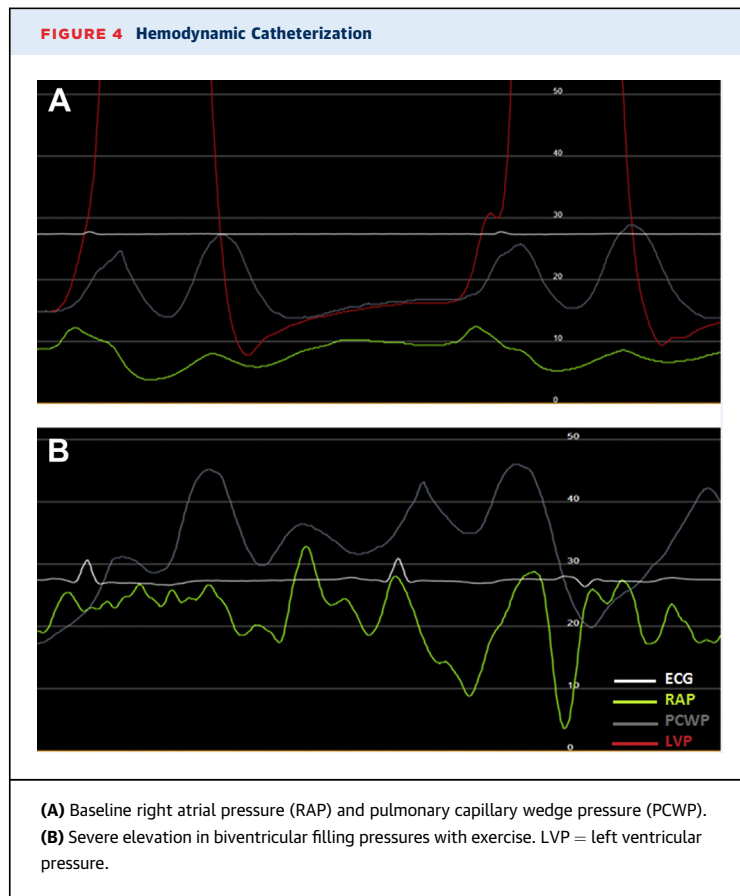 FIGURE 4 Hemodynamic Catheterization
A
50
40
30
20
10
0
B
50
40
30
20
10
0
ECG
RAP
PCWP
LVP
(A) Baseline right atrial pressure (RAP) and pulmonary capillary wedge pressure (PCWP).
(B) Severe elevation in biventricular filling pressures with exercise. LVP = left ventricular
pressure.